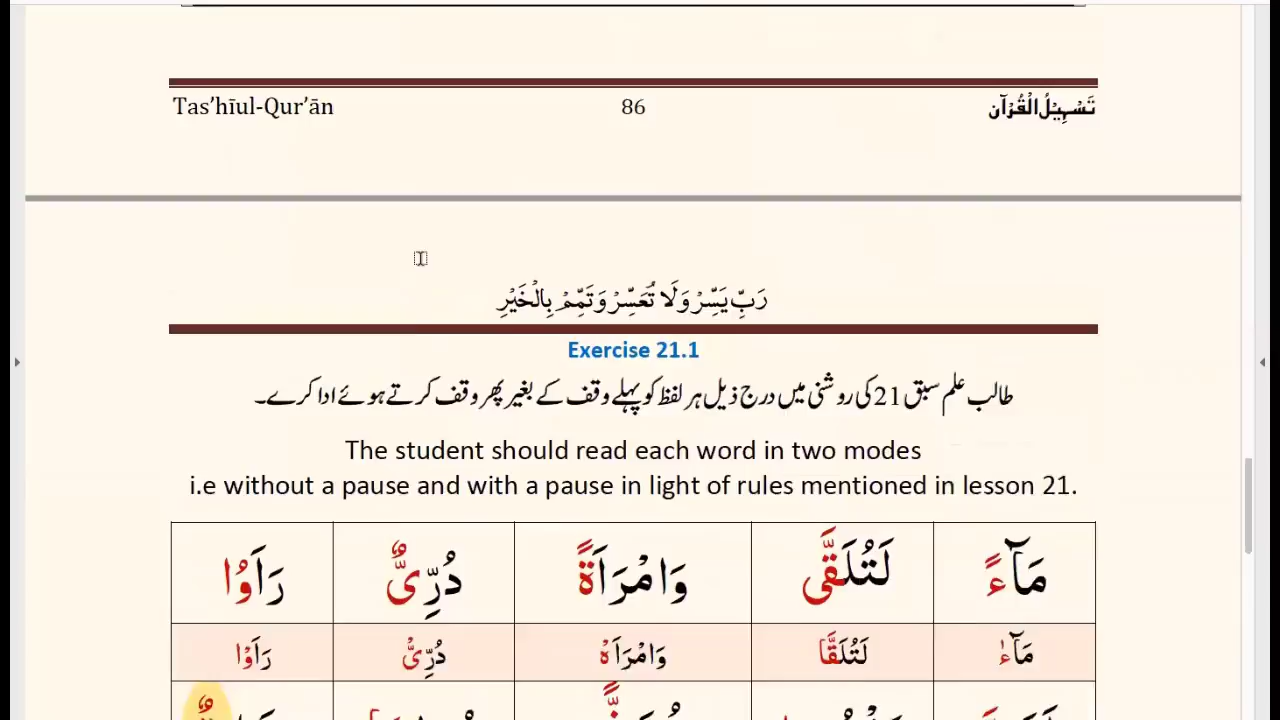 Tas’hīul-Qur’ān 86 تَسْہِیْلُ الْقُرْآن
رَبِّ یَسِّرْ وَلَا تُعَسِّرْ وَتَمِّمْ بِالْخَیْرِ
Exercise 21.1
طالب علم سبق 21 کی روشنی میں درج ذیل ہر لفظ کو پہلے وقف کے بغیر پھر وقف کرتے ہوئے ادا کرے۔
The student should read each word in two modes
i.e without a pause and with a pause in light of rules mentioned in lesson 21.
مَآءً لَتُلَقَّى وَامْرَاَةً دُرِّىٌّ رَاَوُا
مَآءٰ لَتُلَقَّا وَامْرَاَهْ دُرِّىّْ رَاَوْا